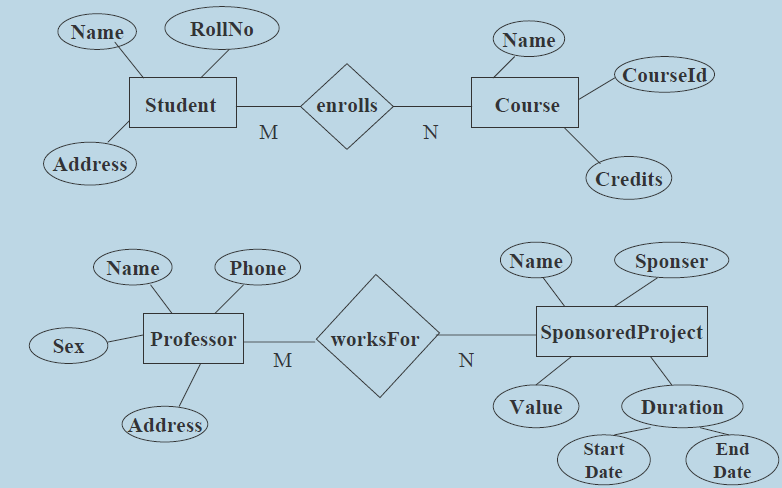 Name
RollNo
Student
Address
enrolls
M
N
Name
CourseId
Course
Credits
Name
Phone
Sex
Professor
Address
worksFor
M
N
Name
Sponser
SponsoredProject
Value
Duration
Start
Date
End
Date